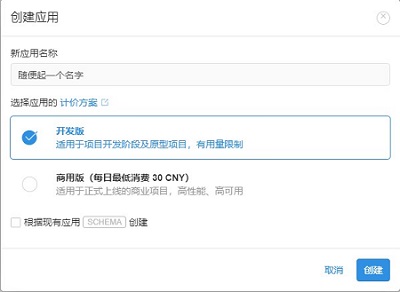 创建应用
新应用名称
随便起一个名字
选择应用的 计价方案
开发版
适用于项目开发阶段及原型项目，有用量限制
商用版（每日最低消费 30 CNY）
适用于正式上线的商业项目，高性能、高可用
根据现有应用 SCHEMA 创建
取消 创建